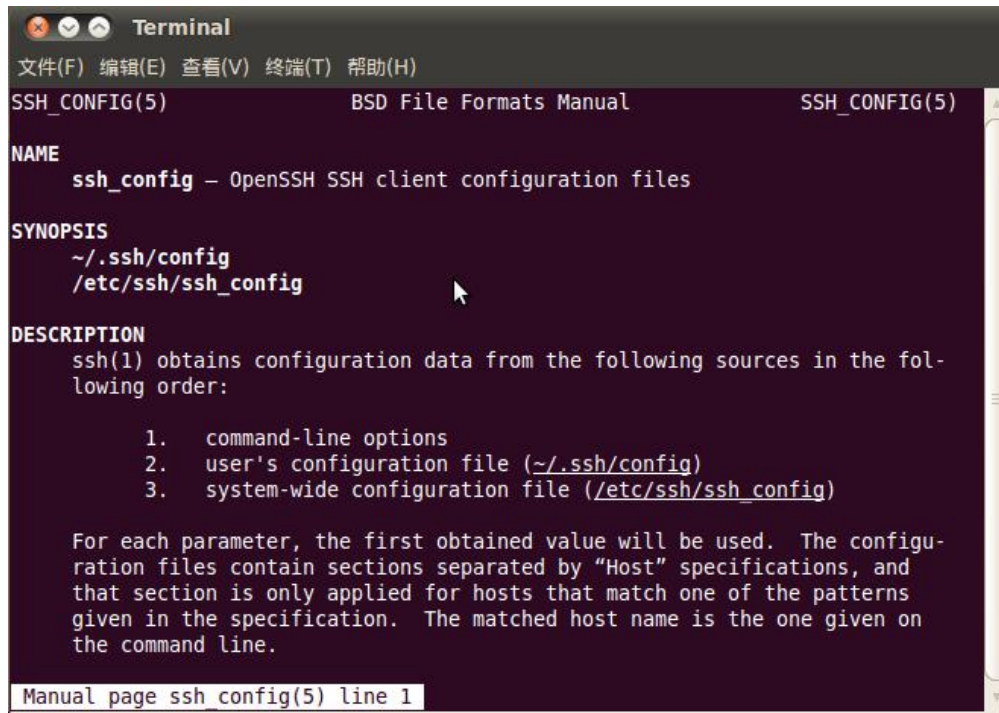 Terminal
文件(F) 编辑(E) 查看(V) 终端(T) 帮助(H)
SSH_CONFIG(5) BSD File Formats Manual SSH_CONFIG(5)
NAME
ssh_config — OpenSSH SSH client configuration files
SYNOPSIS
~/.ssh/config
/etc/ssh/ssh_config
DESCRIPTION
ssh(1) obtains configuration data from the following sources in the fol-
lowing order:
1. command-line options
2. user's configuration file (~/.ssh/config)
3. system-wide configuration file (/etc/ssh/ssh_config)
For each parameter, the first obtained value will be used. The configu-
ration files contain sections separated by “Host” specifications, and
that section is only applied for hosts that match one of the patterns
given in the specification. The matched host name is the one given on
the command line.
Manual page ssh_config(5) line 1